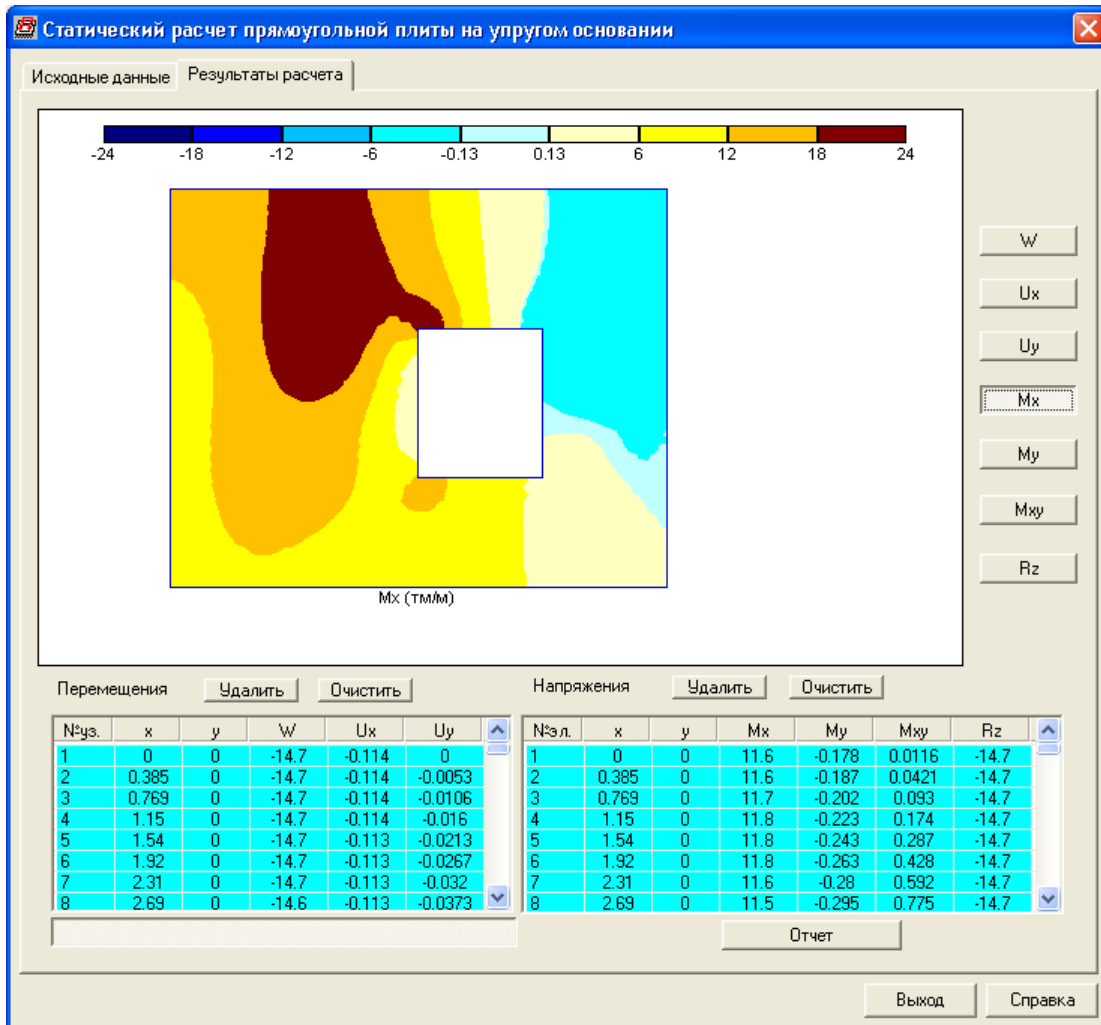 Статический расчет прямоугольной плиты на упругом основании
Исходные данные Результаты расчета
-24 -18 -12 -6 -0.13 0.13 6 12 18 24
W
Ux
Uy
Mx
My
Mxy
Rz
Mx (тм/м)
Перемещения Удалить Очистить
N²уз. x y W Ux Uy
1 0 0 -14.7 -0.114 0
2 0.385 0 -14.7 -0.114 -0.0053
3 0.769 0 -14.7 -0.114 -0.0106
4 1.15 0 -14.7 -0.114 -0.016
5 1.54 0 -14.7 -0.113 -0.0213
6 1.92 0 -14.7 -0.113 -0.0267
7 2.31 0 -14.7 -0.113 -0.032
8 2.69 0 -14.6 -0.113 -0.0373
Напряжения Удалить Очистить
N²эл. x y Mx My Mxy Rz
1 0 0 11.6 -0.178 0.0116 -14.7
2 0.385 0 11.6 -0.187 0.0421 -14.7
3 0.769 0 11.7 -0.202 0.093 -14.7
4 1.15 0 11.8 -0.223 0.174 -14.7
5 1.54 0 11.8 -0.243 0.287 -14.7
6 1.92 0 11.8 -0.263 0.428 -14.7
7 2.31 0 11.6 -0.28 0.592 -14.7
8 2.69 0 11.5 -0.295 0.775 -14.7
Отчет
Выход Справка